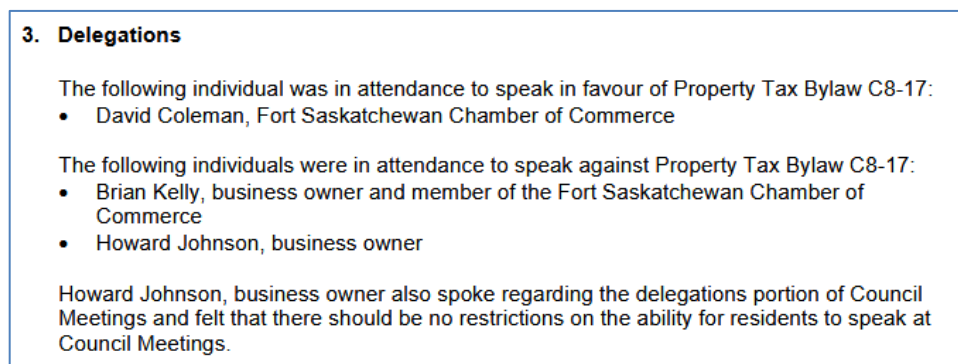 3. Delegations
The following individual was in attendance to speak in favour of Property Tax Bylaw C8-17:
• David Coleman, Fort Saskatchewan Chamber of Commerce
The following individuals were in attendance to speak against Property Tax Bylaw C8-17:
• Brian Kelly, business owner and member of the Fort Saskatchewan Chamber of
Commerce
• Howard Johnson, business owner
Howard Johnson, business owner also spoke regarding the delegations portion of Council
Meetings and felt that there should be no restrictions on the ability for residents to speak at
Council Meetings.